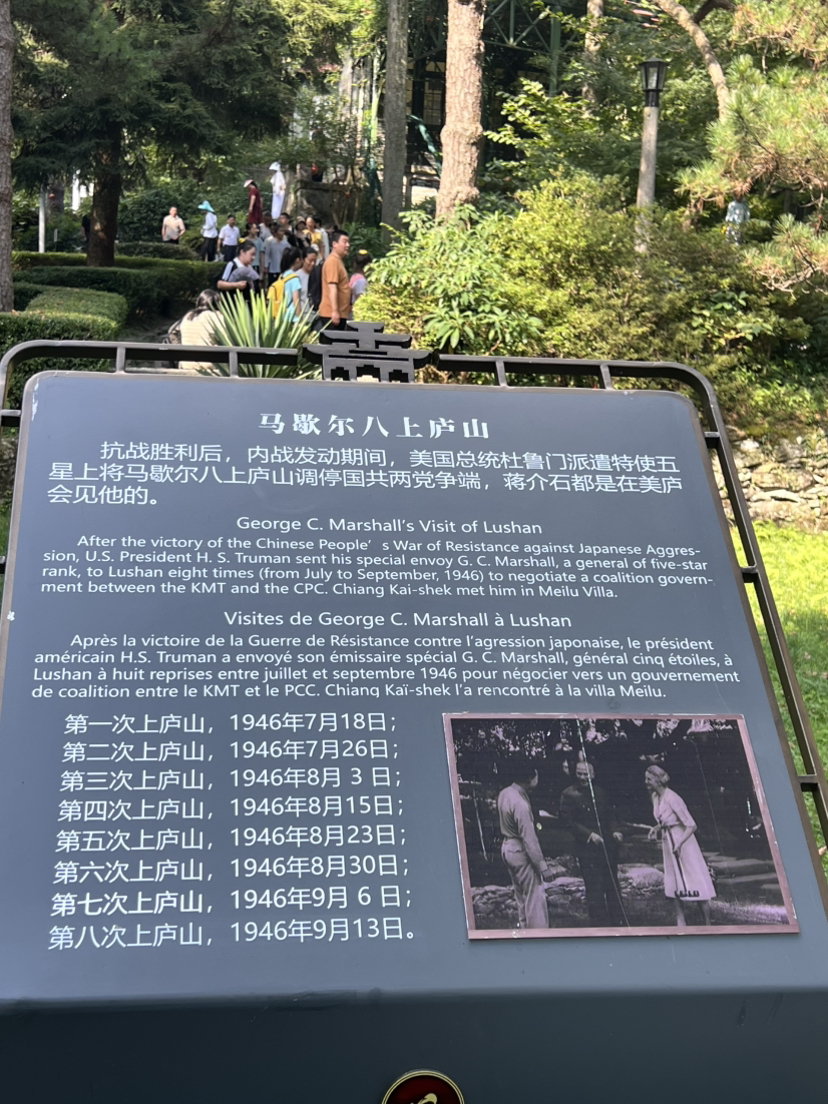 马歇尔八上庐山
抗战胜利后，内战发动期间，美国总统杜鲁门派遣特使五
星上将马歇尔八上庐山调停国共两党争端，蒋介石都是在美庐
会见他的。
George C. Marshall's Visit of Lushan
After the victory of the Chinese People's War of Resistance against Japanese Aggres-
sion, U.S. President H. S. Truman sent his special envoy G. C. Marshall, a general of five-star
rank, to Lushan eight times (from July to September, 1946) to negotiate a coalition govern-
ment between the KMT and the CPC. Chiang Kai-shek met him in Meilu Villa.
Visites de George C. Marshall à Lushan
Après la victoire de la Guerre de Résistance contre l'agression japonaise, le président
américain H.S. Truman a envoyé son émissaire spécial G. C. Marshall, général cinq étoiles, à
Lushan à huit reprises entre juillet et septembre 1946 pour négocier vers un gouvernement
de coalition entre le KMT et le PCC. Chiang Kaï-shek l'a rencontré à la villa Meilu.
第一次上庐山，1946年7月18日；
第二次上庐山，1946年7月26日；
第三次上庐山，1946年8月 3 日；
第四次上庐山，1946年8月15日；
第五次上庐山，1946年8月23日；
第六次上庐山，1946年8月30日；
第七次上庐山，1946年9月 6 日；
第八次上庐山，1946年9月13日。